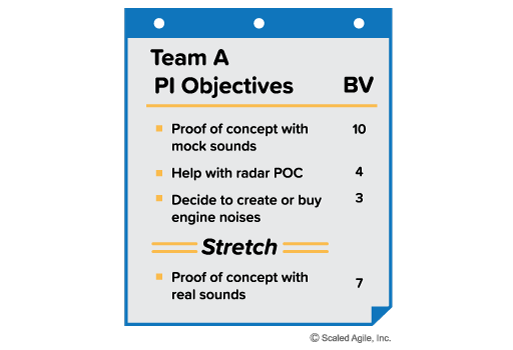 Team A
PI Objectives BV
Proof of concept with 10
mock sounds
Help with radar POC 4
Decide to create or buy 3
engine noises
Stretch
Proof of concept with 7
real sounds
© Scaled Agile, Inc.